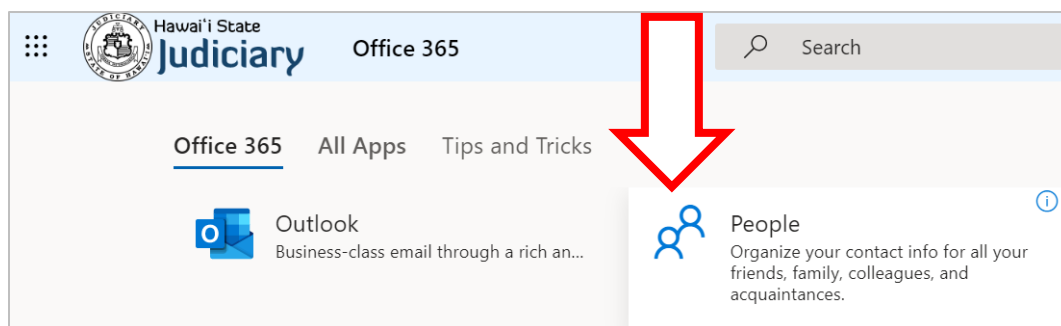 Hawai'i State
Judiciary
JUDICIARY
STATE OF HAWAI'I
Office 365
Search
Office 365 All Apps Tips and Tricks
Outlook
Business-class email through a rich an...
People
Organize your contact info for all your
friends, family, colleagues, and
acquaintances.